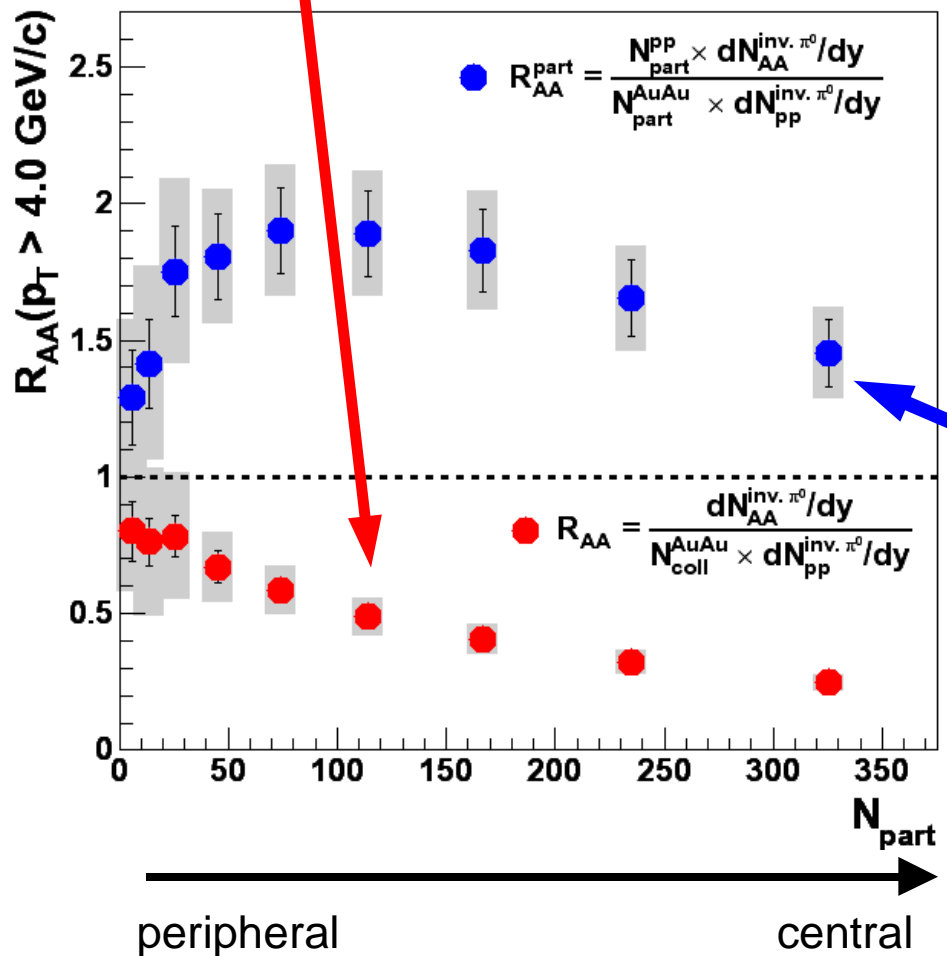 R_AA(p_T > 4.0 GeV/c)
2.5
2
1.5
1
0.5
0
R_AA^part = N_part^pp × dN_AA^inv. π⁰/dy / N_part^AuAu × dN_pp^inv. π⁰/dy
R_AA = dN_AA^inv. π⁰/dy / N_coll^AuAu × dN_pp^inv. π⁰/dy
0 50 100 150 200 250 300 350
N_part
peripheral central